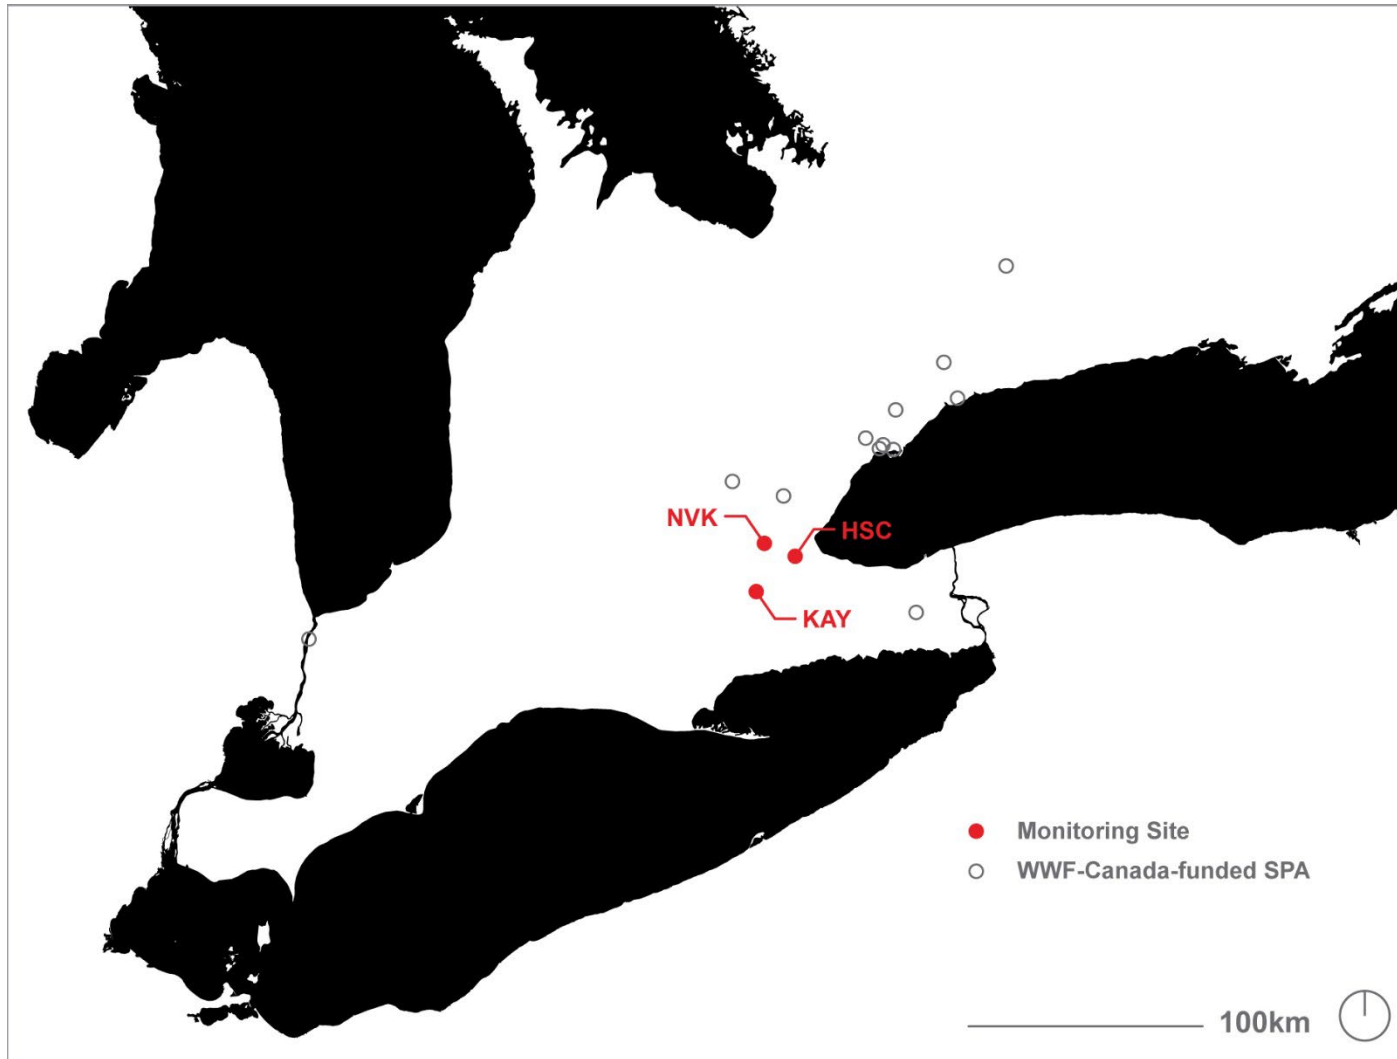 NVK
HSC
KAY
Monitoring Site
WWF-Canada-funded SPA
100km